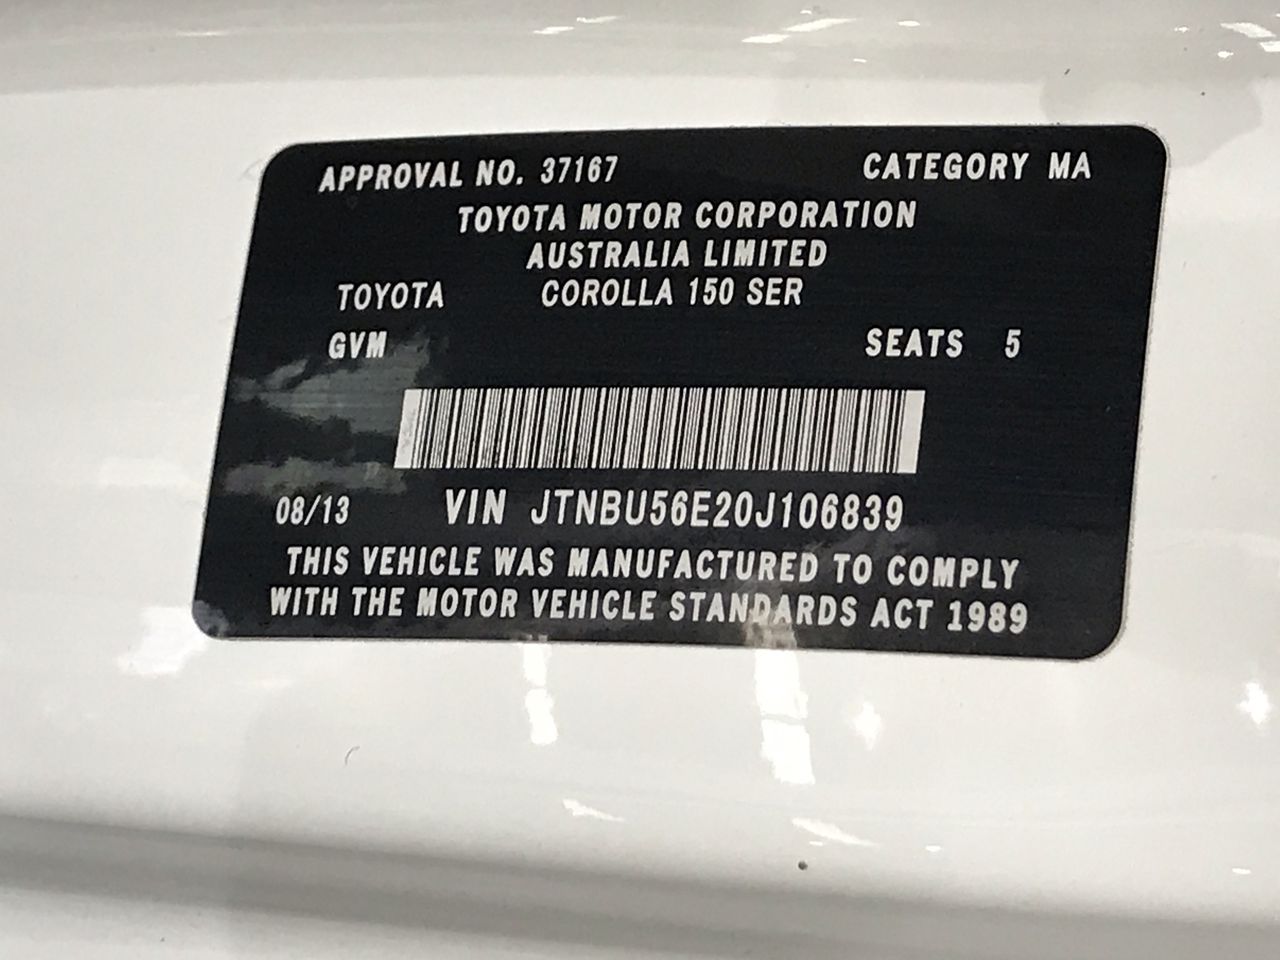 APPROVAL NO. 37167 CATEGORY MA
TOYOTA MOTOR CORPORATION
AUSTRALIA LIMITED
TOYOTA COROLLA 150 SER
GVM SEATS 5
08/13 VIN JTNBU56E20J106839
THIS VEHICLE WAS MANUFACTURED TO COMPLY
WITH THE MOTOR VEHICLE STANDARDS ACT 1989